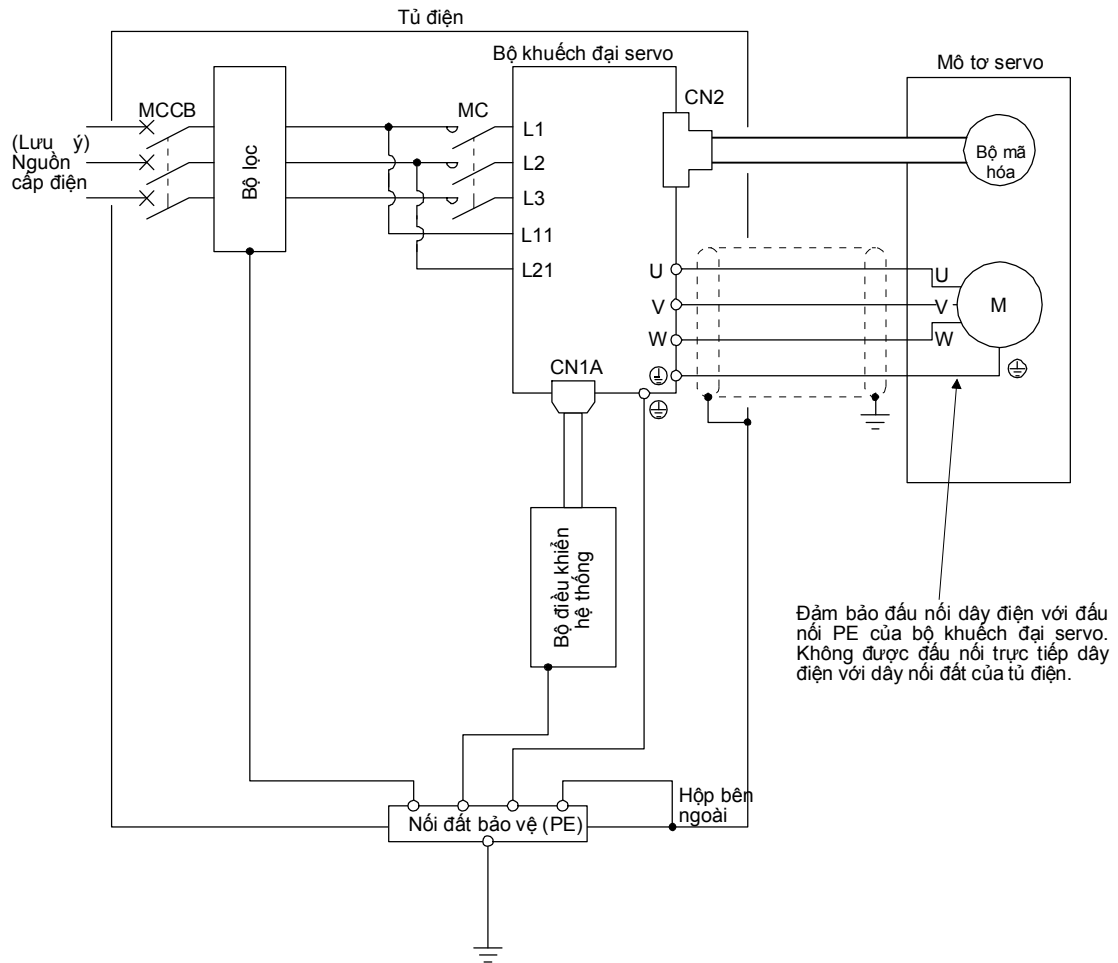 Tủ điện
Bộ khuếch đại servo
Mô tơ servo
MCCB
MC
CN2
(Lưu ý)
Nguồn
cấp điện
Bộ lọc
L1
L2
L3
L11
L21
Bộ mã
hóa
U
V
W
U
V
W
M
CN1A
Bộ điều khiển
hệ thống
Đảm bảo đấu nối dây điện với đấu
nối PE của bộ khuếch đại servo.
Không được đấu nối trực tiếp dây
điện với dây nối đất của tủ điện.
Hộp bên
ngoài
Nối đất bảo vệ (PE)